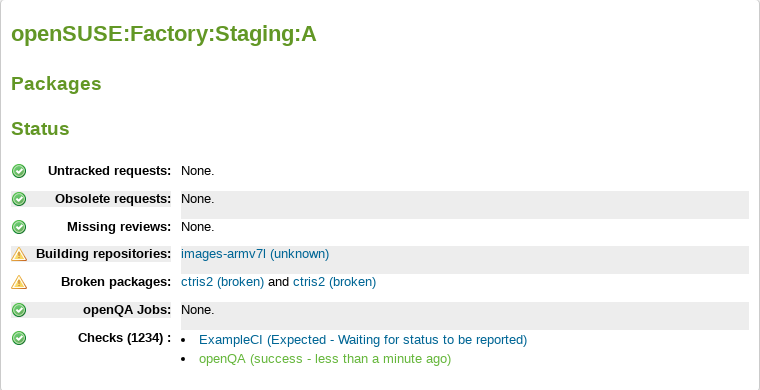 openSUSE:Factory:Staging:A
Packages
Status
Untracked requests: None.
Obsolete requests: None.
Missing reviews: None.
Building repositories: images-armv7l (unknown)
Broken packages: ctris2 (broken) and ctris2 (broken)
openQA Jobs: None.
Checks (1234) : • ExampleCI (Expected - Waiting for status to be reported)
• openQA (success - less than a minute ago)